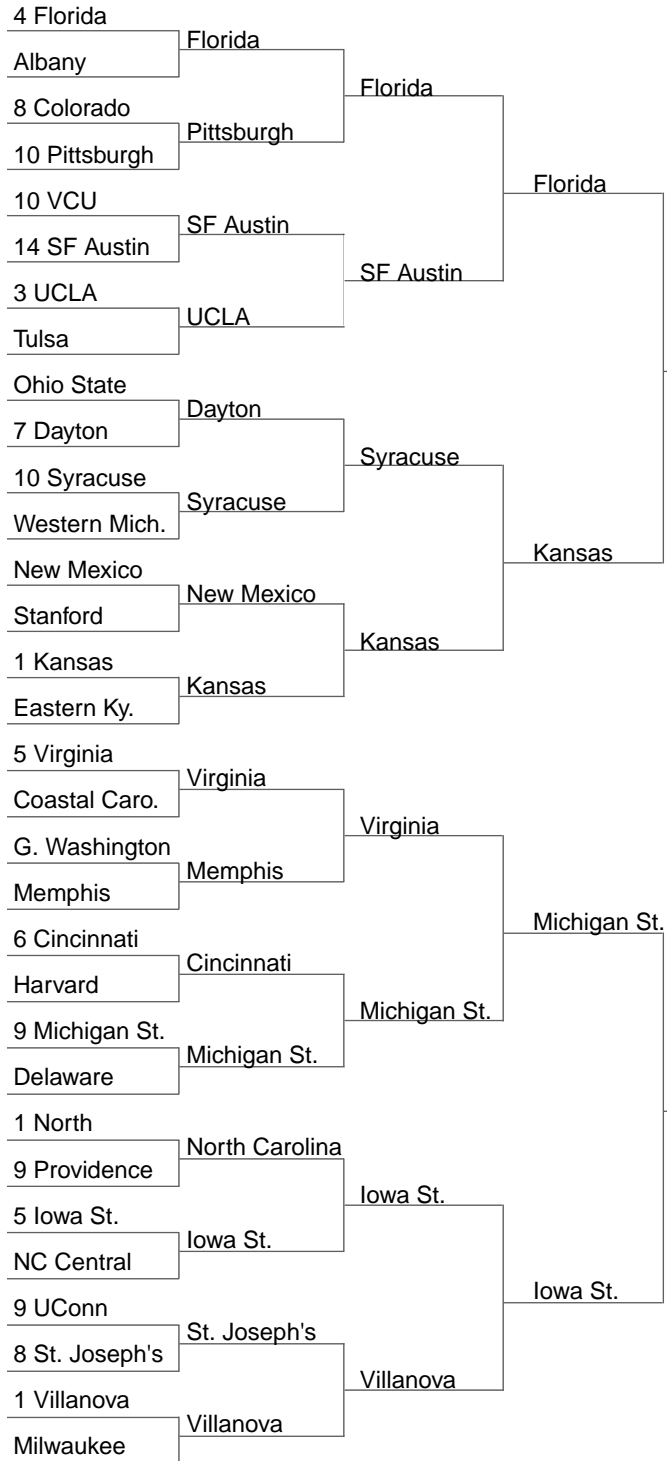 4 Florida
Albany
8 Colorado
10 Pittsburgh
10 VCU
14 SF Austin
3 UCLA
Tulsa
Ohio State
7 Dayton
10 Syracuse
Western Mich.
New Mexico
Stanford
1 Kansas
Eastern Ky.
5 Virginia
Coastal Caro.
G. Washington
Memphis
6 Cincinnati
Harvard
9 Michigan St.
Delaware
1 North
9 Providence
5 Iowa St.
NC Central
9 UConn
8 St. Joseph's
1 Villanova
Milwaukee
Florida
Pittsburgh
SF Austin
UCLA
Dayton
Syracuse
New Mexico
Kansas
Virginia
Memphis
Cincinnati
Michigan St.
North Carolina
Iowa St.
St. Joseph's
Villanova
Florida
SF Austin
Syracuse
Kansas
Virginia
Michigan St.
Iowa St.
Villanova
Florida
Kansas
Michigan St.
Iowa St.